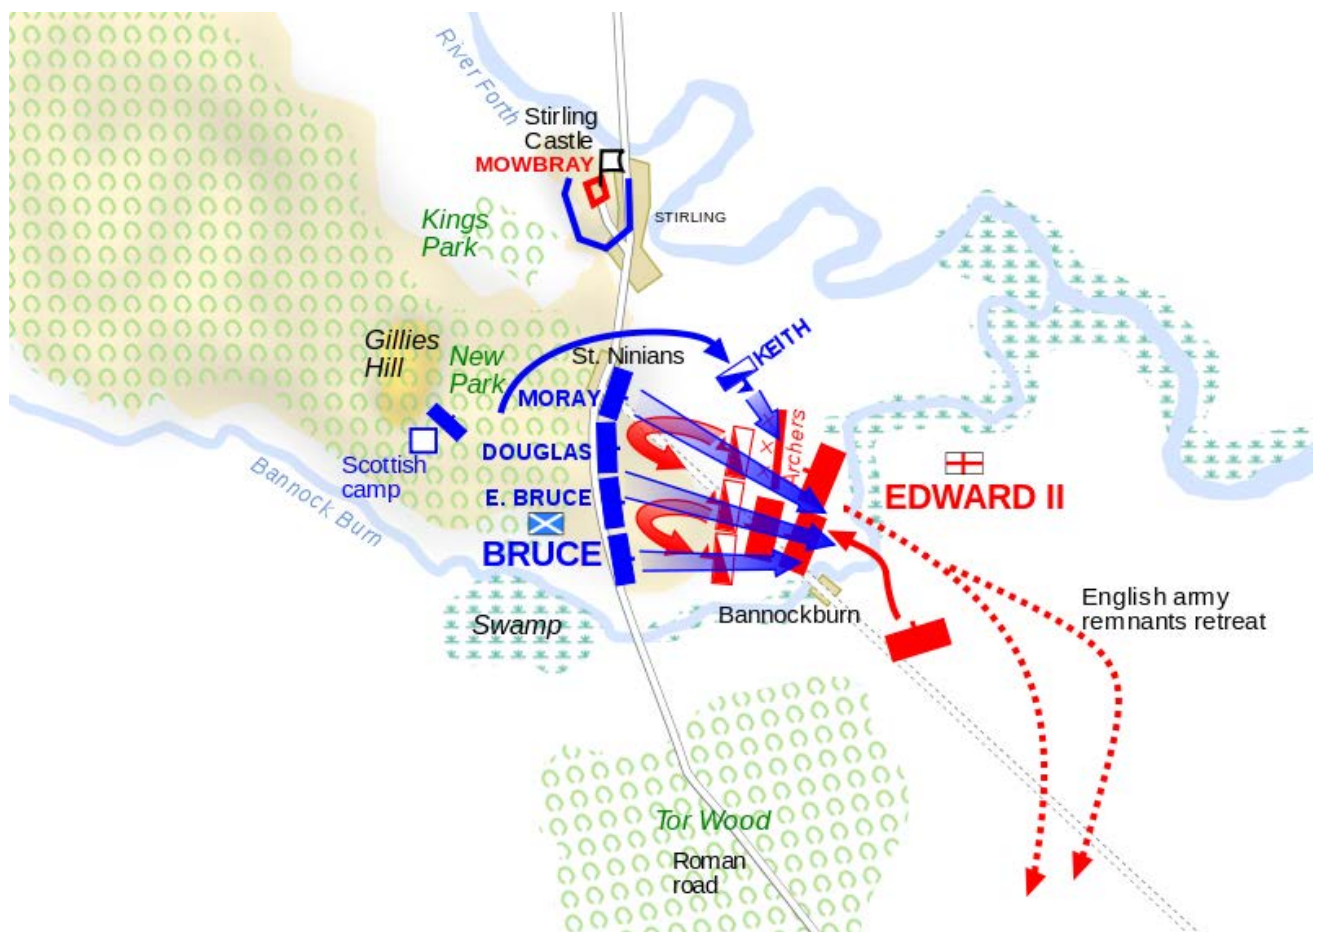 River Forth
Stirling
Castle
MOWBRAY
STIRLING
Kings
Park
Gillies
Hill
New
Park
St. Ninians
KEITH
MORAY
DOUGLAS
E. BRUCE
BRUCE
Scottish
camp
Bannock Burn
Archers
EDWARD II
Swamp
Bannockburn
English army
remnants retreat
Tor Wood
Roman
road